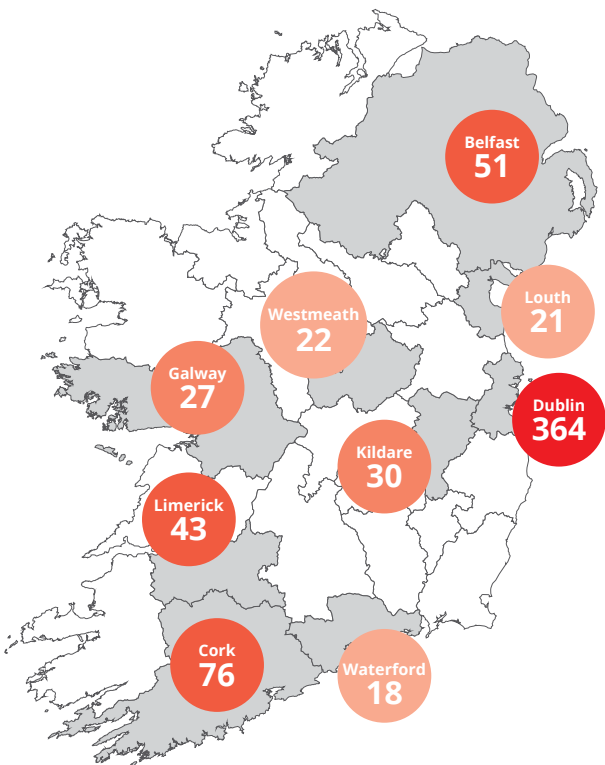 Belfast
51
Louth
21
Westmeath
22
Galway
27
Dublin
364
Kildare
30
Limerick
43
Cork
76
Waterford
18